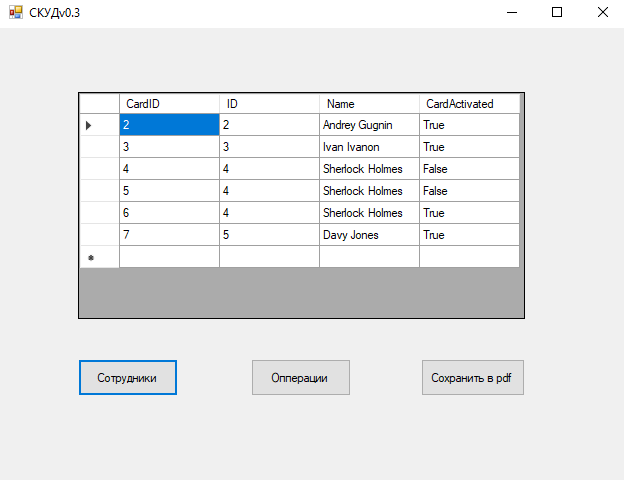 СКУДv0.3
CardID ID Name CardActivated
2 2 Andrey Gugnin True
3 3 Ivan Ivanon True
4 4 Sherlock Holmes False
5 4 Sherlock Holmes False
6 4 Sherlock Holmes True
7 5 Davy Jones True
Сотрудники Опперации Сохранить в pdf